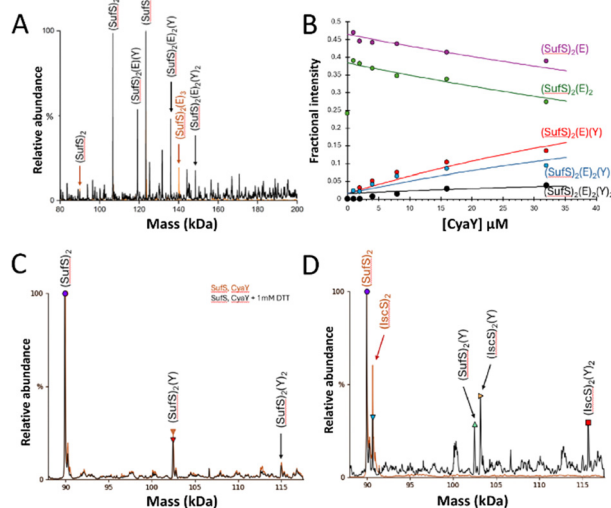 A
(SufS)₂
(SufS)₂(E)(Y)
(SufS)₂(E)₂(Y)
(SufS)₂(E)₃
(SufS)₂(E)₂(Y)₂
(SufS)₂
100
%
Relative abundance
80 100 120 140 160 180 200
Mass (kDa)
B
0.5
0.45
0.4
0.35
0.3
0.25
0.2
0.15
0.1
0.05
0
Fractional intensity
(SufS)₂(E)
(SufS)₂(E)₂
(SufS)₂(E)(Y)
(SufS)₂(E)₂(Y)
(SufS)₂(E)₂(Y)₂
0 5 10 15 20 25 30 35 40
[CyaY] µM
C
(SufS)₂
SufS, CyaY
SufS, CyaY + 1mM DTT
(SufS)₂(Y)
(SufS)₂(Y)₂
100
%
Relative abundance
90 95 100 105 110 115
Mass (kDa)
D
(SufS)₂
(IscS)₂
(SufS)₂(Y)
(IscS)₂(Y)
(IscS)₂(Y)₂
100
%
Relative abundance
90 95 100 105 110 115
Mass (kDa)